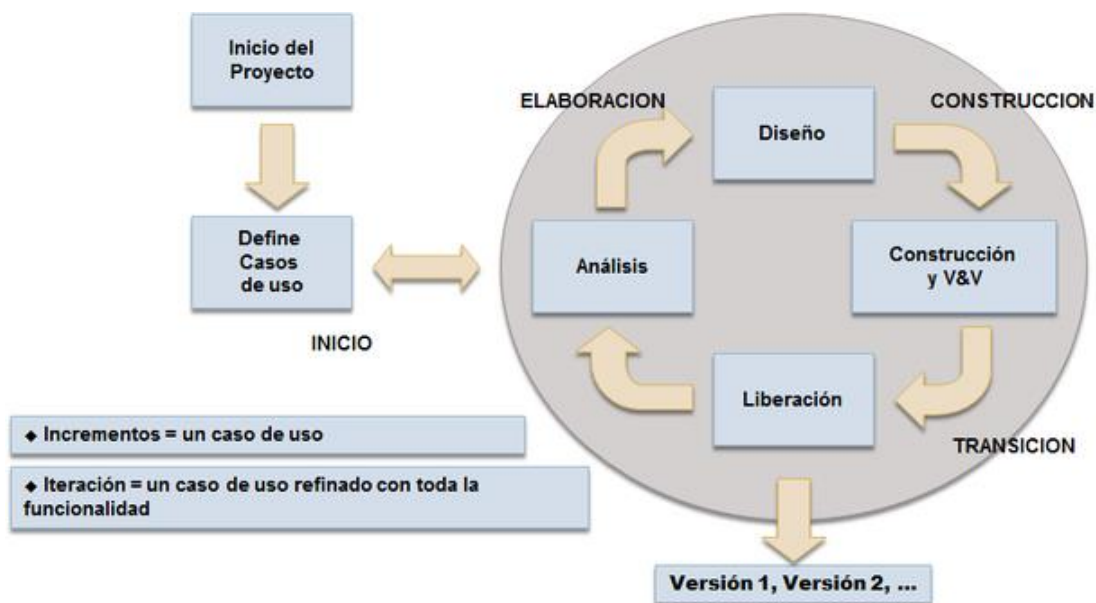 Inicio del
Proyecto
ELABORACION
CONSTRUCCION
Diseño
Define
Casos
de uso
Análisis
Construcción
y V&V
INICIO
Liberación
TRANSICION
◆ Incrementos = un caso de uso
◆ Iteración = un caso de uso refinado con toda la
funcionalidad
Versión 1, Versión 2, ...